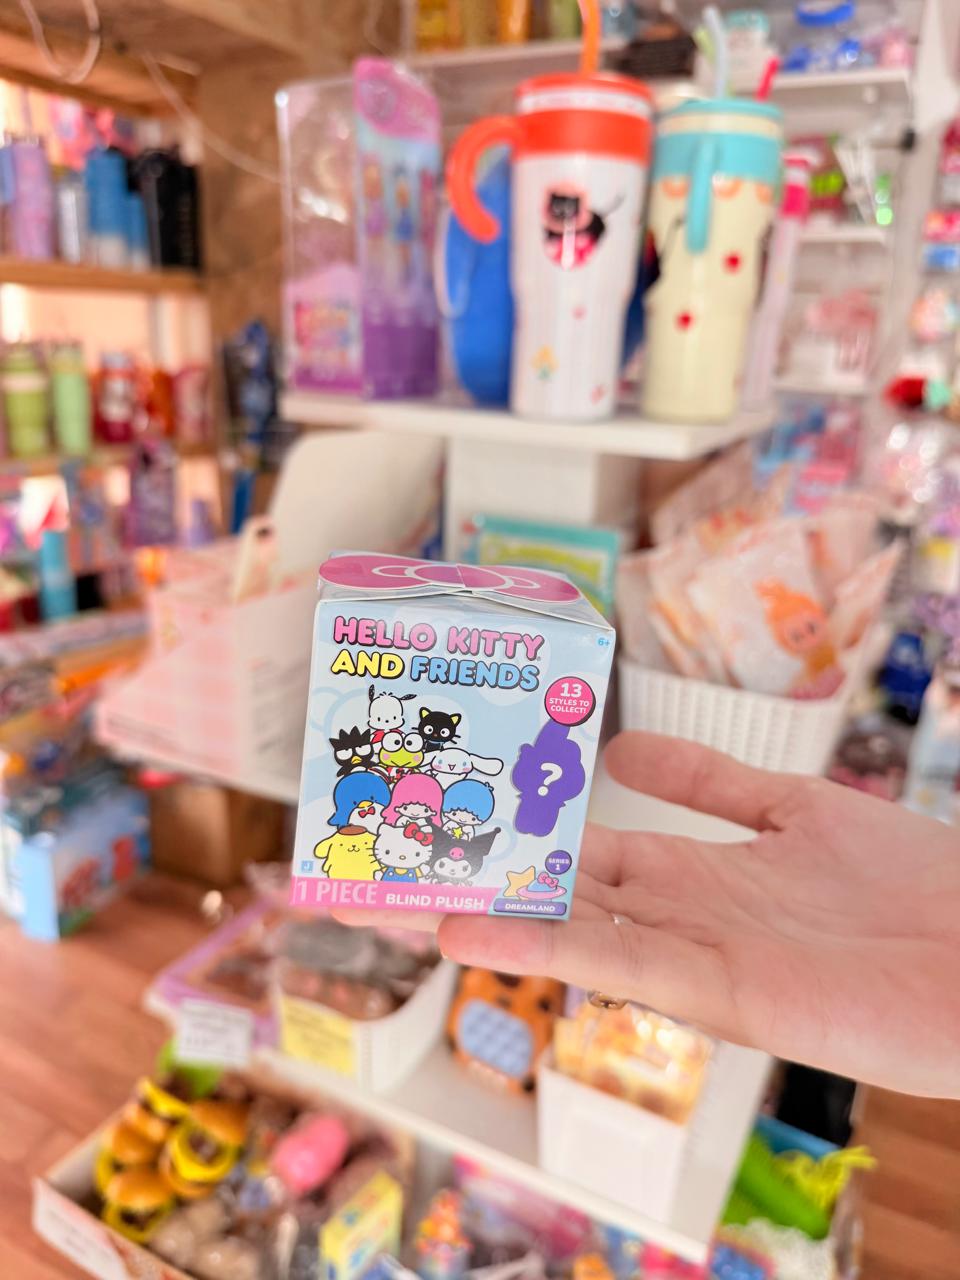 HELLO KITTY
AND FRIENDS
6+
13
STYLES TO
COLLECT!
?
SERIES
1
1 PIECE BLIND PLUSH
DREAMLAND